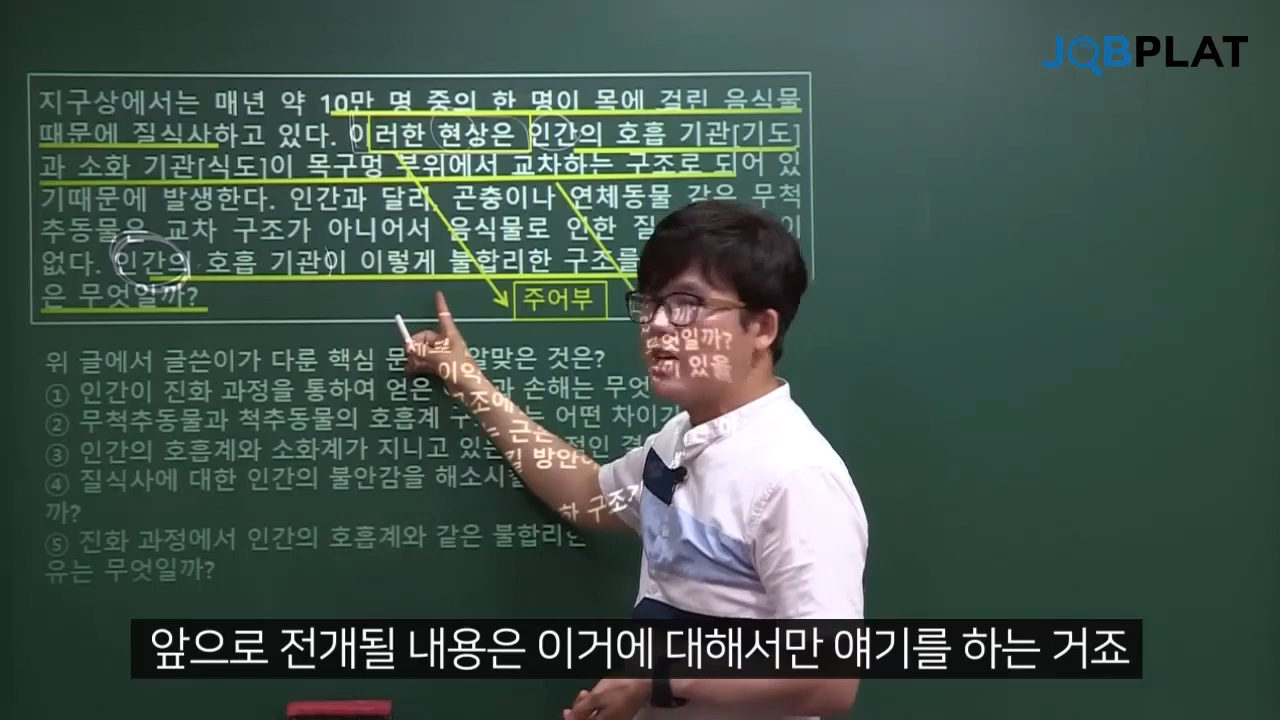 JOBPLAT
지구상에서는 매년 약 10만 명 중의 한 명이 목에 걸린 음식물
때문에 질식사하고 있다. 이러한 현상은 인간의 호흡 기관[기도]
과 소화 기관[식도]이 목구멍 부위에서 교차하는 구조로 되어 있
기때문에 발생한다. 인간과 달리, 곤충이나 연체동물 같은 무척
추동물은 교차 구조가 아니어서 음식물로 인한 질
없다. 인간의 호흡 기관이 이렇게 불합리한 구조를
은 무엇일까?
주어부
위 글에서 글쓴이가 다룬 핵심 알맞은 것은?
① 인간이 진화 과정을 통하여 얻은 손해는
② 무척추동물과 척추동물의 호흡계 어떤
③ 인간의 호흡계와 소화계가 지니고
④ 질식사에 대한 인간의 불안감을
까?
⑤ 진화 과정에서 인간의 호흡계와 같은 불합리한
유는 무엇일까?
앞으로 전개될 내용은 이거에 대해서만 얘기를 하는 거죠